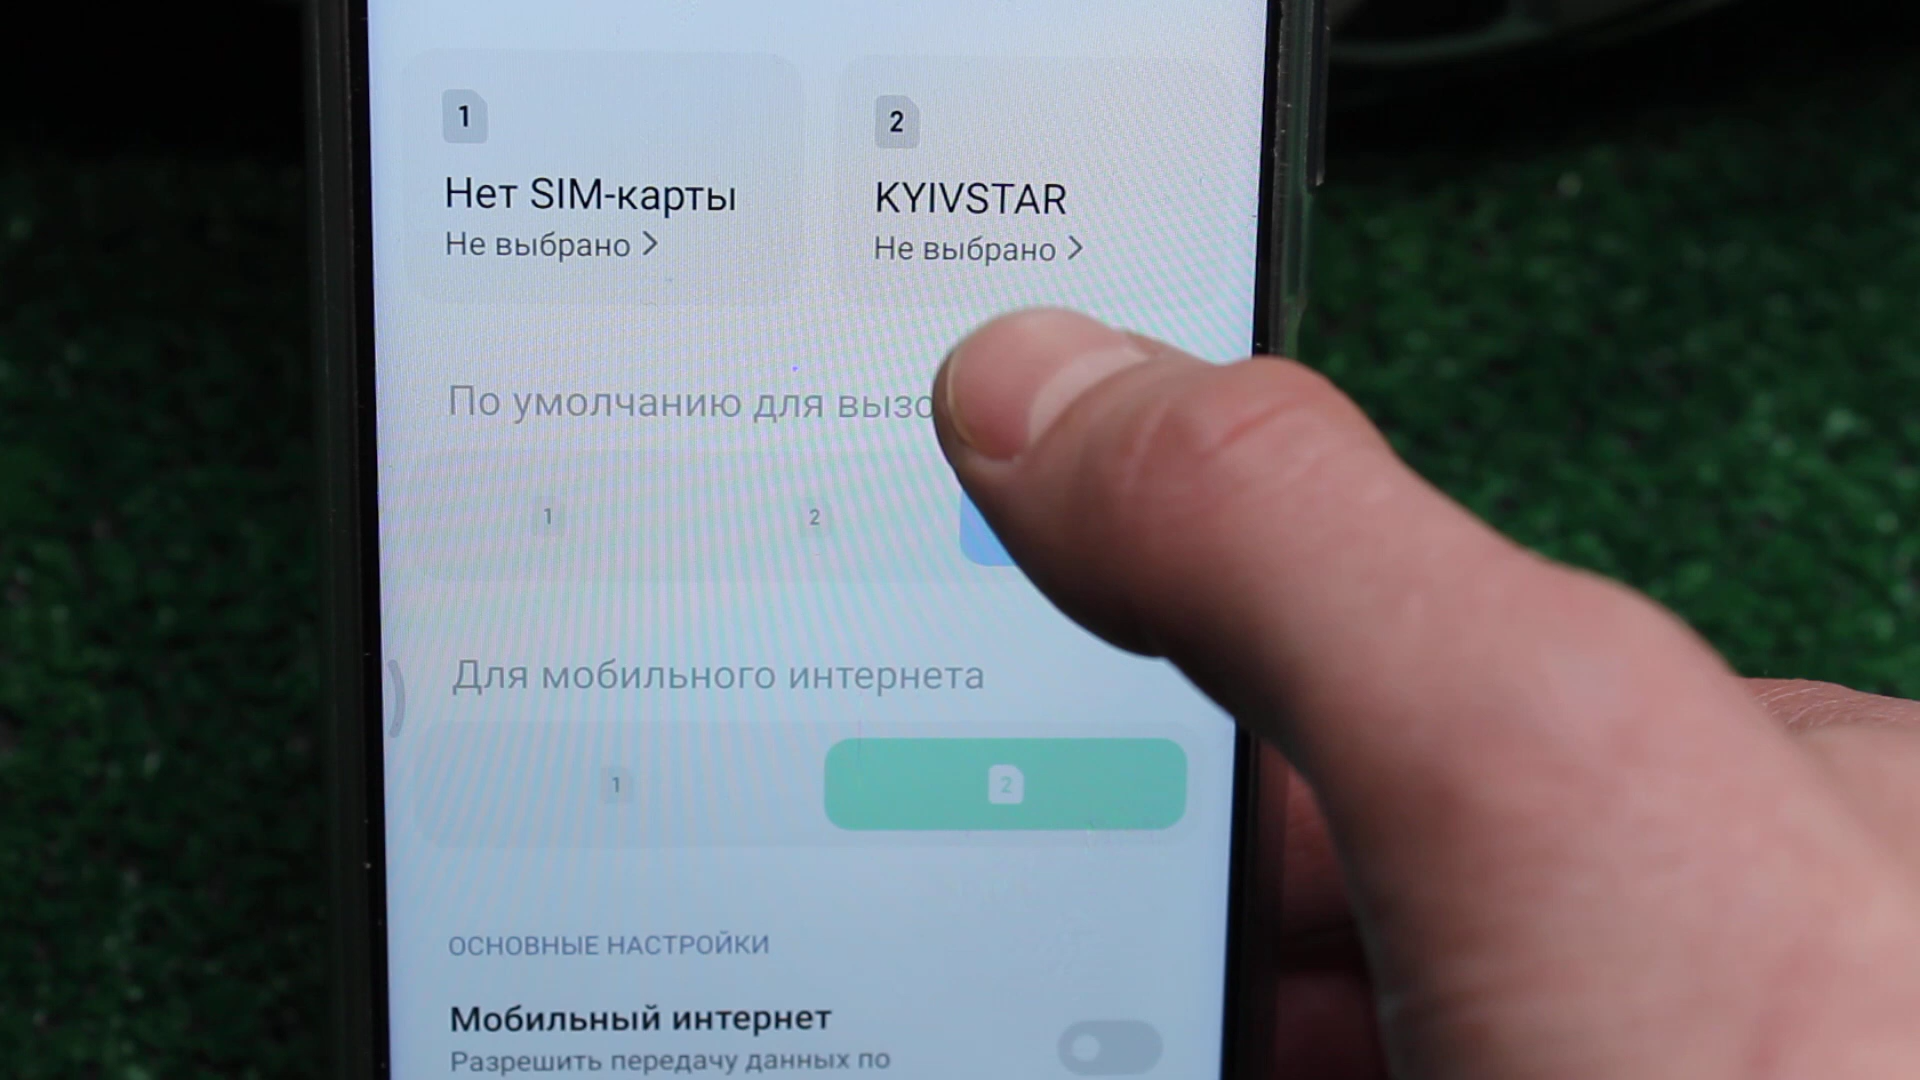 1
2
Нет SIM-карты
KYIVSTAR
Не выбрано >
Не выбрано >
По умолчанию для
1
2
Для мобильного интернета
1
2
ОСНОВНЫЕ НАСТРОЙКИ
Мобильный интернет
Разрешить передачу данных по